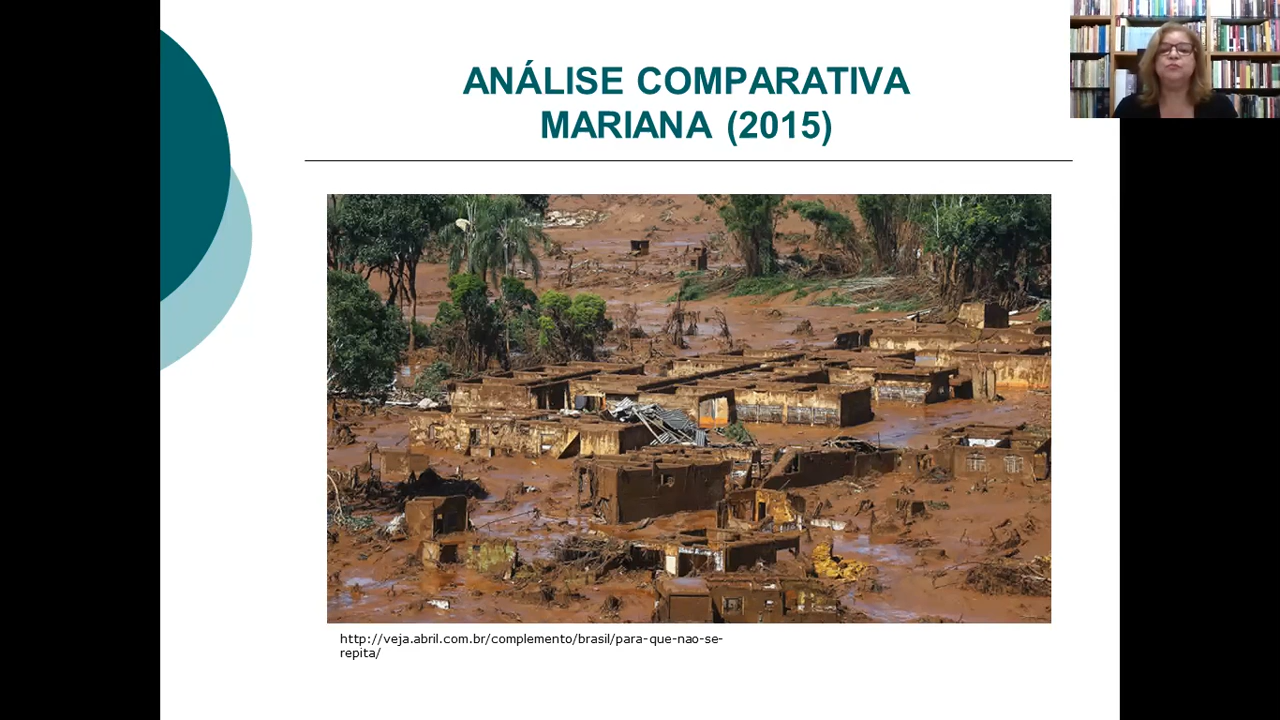 ANÁLISE COMPARATIVA
MARIANA (2015)
http://veja.abril.com.br/complemento/brasil/para-que-nao-se-
repita/